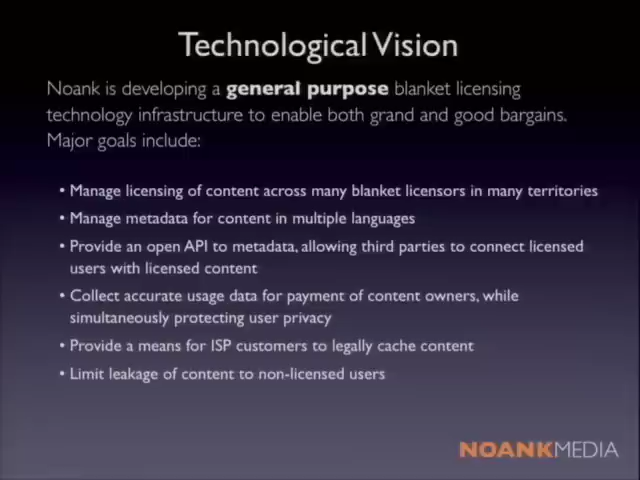 Technological Vision
Noank is developing a general purpose blanket licensing
technology infrastructure to enable both grand and good bargains.
Major goals include:
• Manage licensing of content across many blanket licensors in many territories
• Manage metadata for content in multiple languages
• Provide an open API to metadata, allowing third parties to connect licensed
users with licensed content
• Collect accurate usage data for payment of content owners, while
simultaneously protecting user privacy
• Provide a means for ISP customers to legally cache content
• Limit leakage of content to non-licensed users
NOANKMEDIA